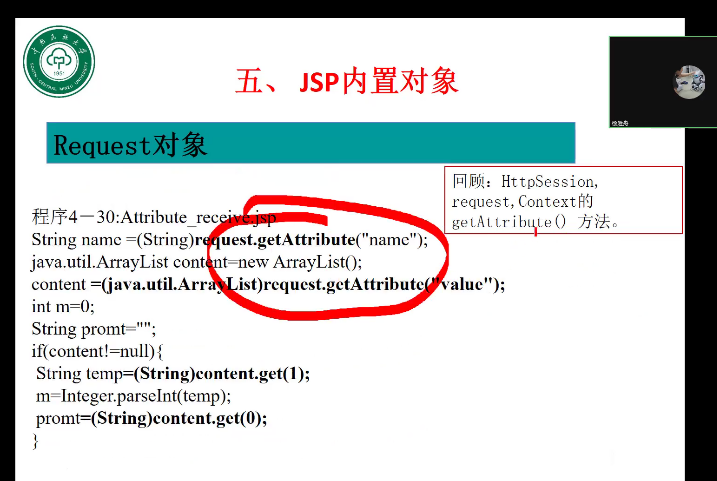 五、 JSP内置对象
Request对象
回顾: HttpSession,
request,Context的
getAttribute() 方法。
程序4－30:Attribute_receive.jsp
String name =(String)request.getAttribute("name");
java.util.ArrayList content=new ArrayList();
content =(java.util.ArrayList)request.getAttribute("value");
int m=0;
String promt="";
if(content!=null){
String temp=(String)content.get(1);
m=Integer.parseInt(temp);
promt=(String)content.get(0);
}
1951